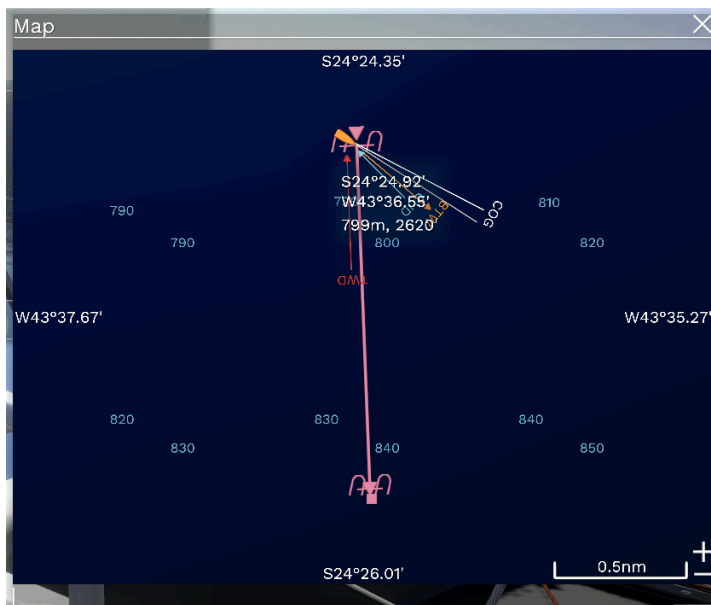 Map
S24°24.35'
S24°24.92'
W43°36.55'
799m, 2620'
COG
BTW
TWD
790
810
790
800
820
W43°37.67'
W43°35.27'
820
830
840
830
840
850
S24°26.01'
0.5nm